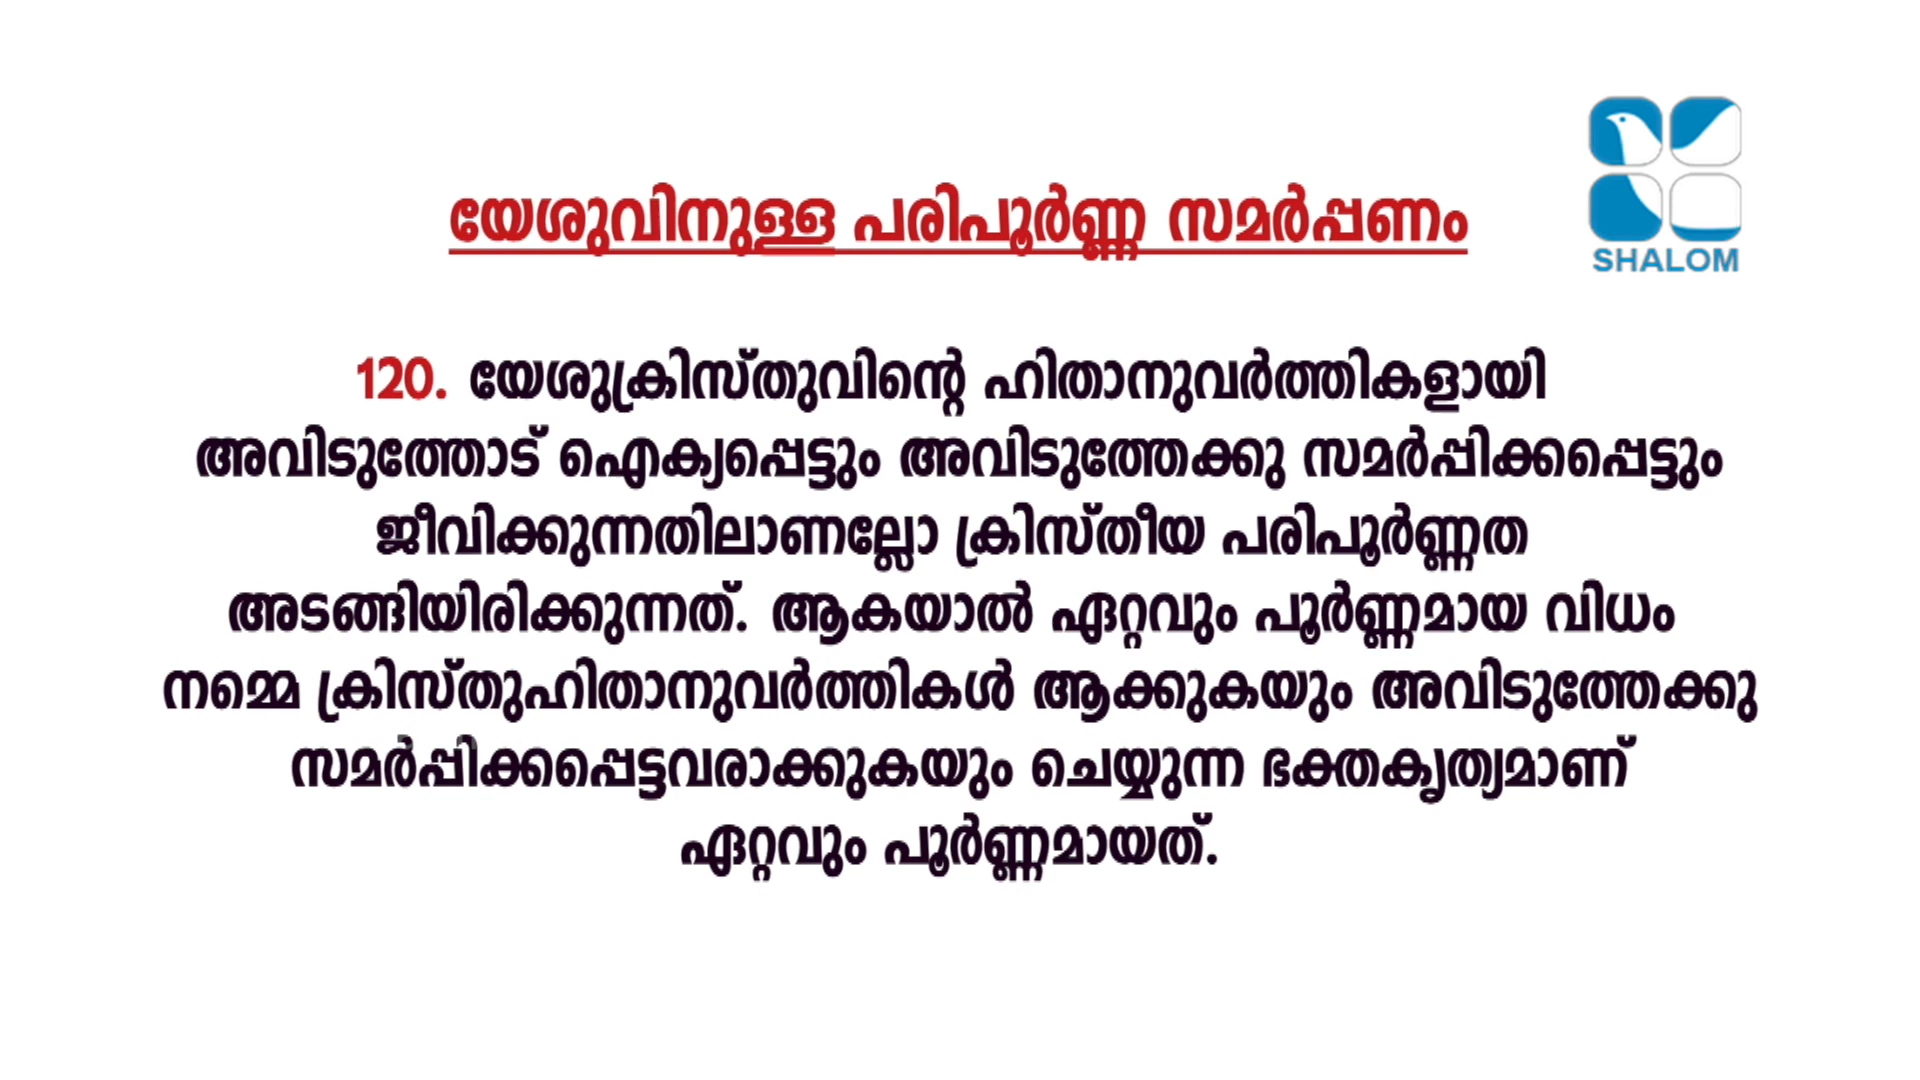 യേശുവിനുള്ള പരിപൂർണ്ണ സമർപ്പണം
SHALOM
120. യേശുക്രിസ്തുവിന്റെ ഹിതാനുവർത്തികളായി
അവിടുത്തോട് ഐക്യപ്പെട്ടും അവിടുത്തേക്കു സമർപ്പിക്കപ്പെട്ടും
ജീവിക്കുന്നതിലാണല്ലോ ക്രിസ്തീയ പരിപൂർണ്ണത
അടങ്ങിയിരിക്കുന്നത്. ആകയാൽ ഏറ്റവും പൂർണ്ണമായ വിധം
നമ്മെ ക്രിസ്തുഹിതാനുവർത്തികൾ ആക്കുകയും അവിടുത്തേക്കു
സമർപ്പിക്കപ്പെട്ടവരാക്കുകയും ചെയ്യുന്ന ഭക്തകൃത്യമാണ്
ഏറ്റവും പൂർണ്ണമായത്.